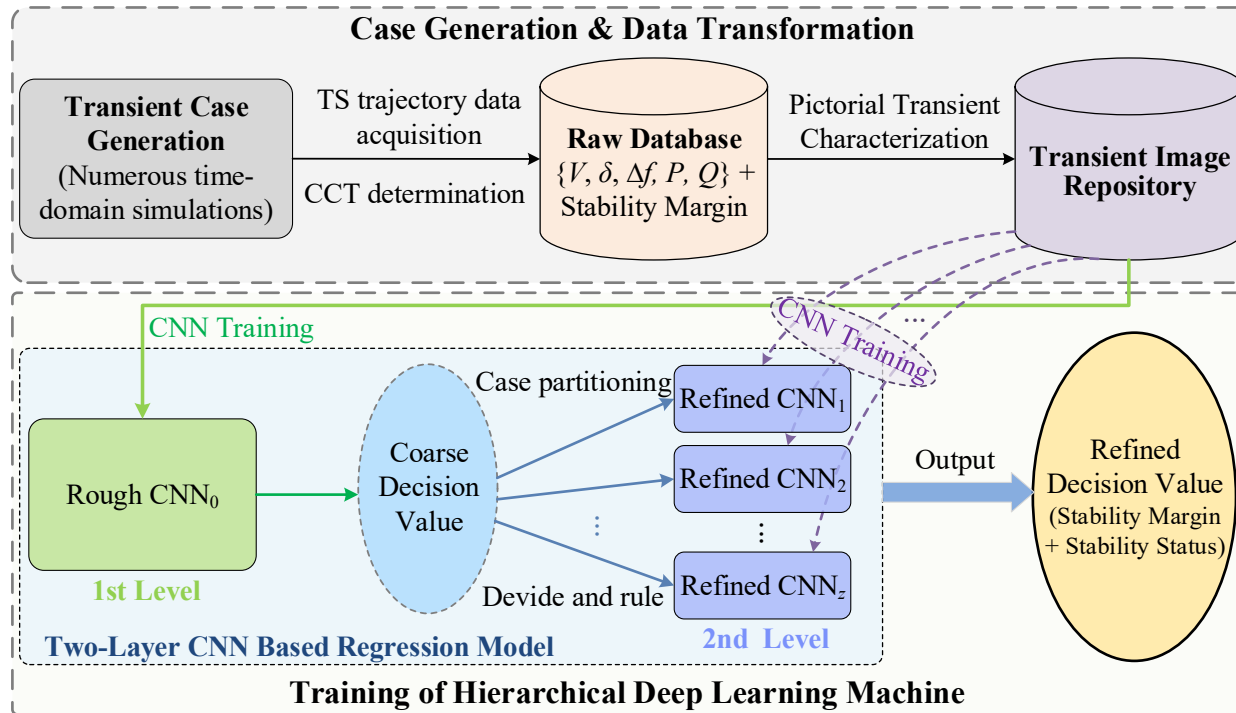 Case Generation & Data Transformation
Transient Case
Generation
(Numerous time-
domain simulations)
TS trajectory data
acquisition
CCT determination
Raw Database
{V, δ, Δf, P, Q} +
Stability Margin
Pictorial Transient
Characterization
Transient Image
Repository
CNN Training
CNN Training
...
Rough CNN₀
1st Level
Coarse
Decision
Value
Case partitioning
...
Devide and rule
Refined CNN₁
Refined CNN₂
...
Refined CNN_z
2nd Level
Two-Layer CNN Based Regression Model
Output
Refined
Decision Value
(Stability Margin
+ Stability Status)
Training of Hierarchical Deep Learning Machine